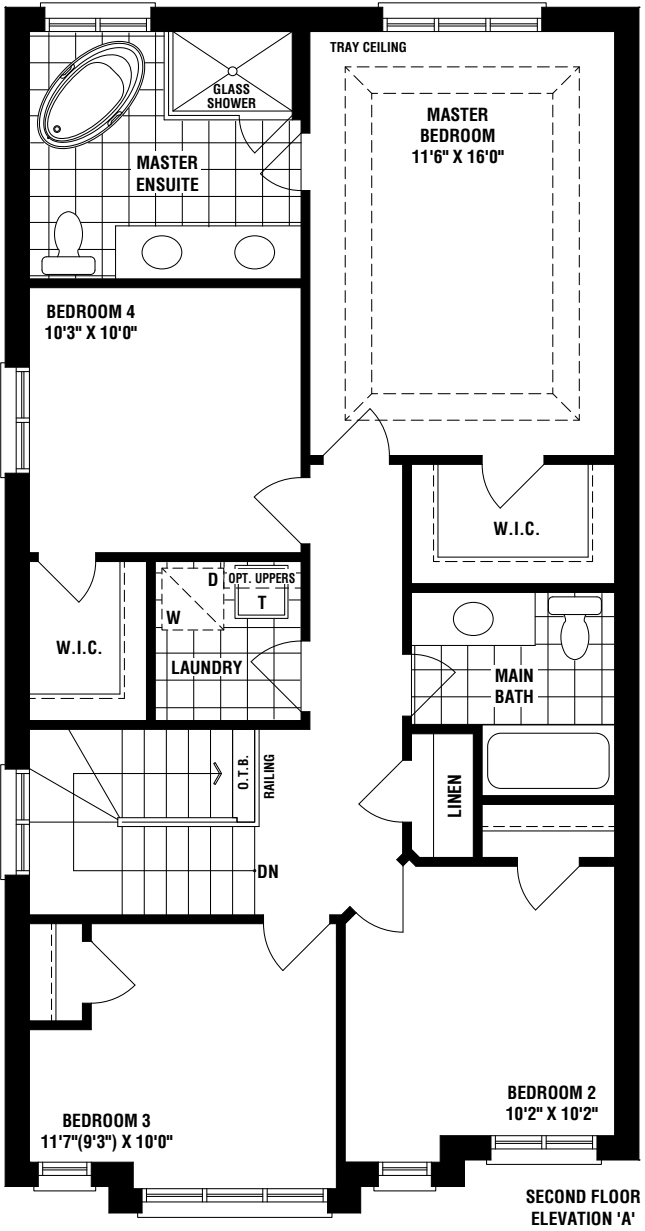 TRAY CEILING
GLASS
SHOWER
MASTER
BEDROOM
11'6" X 16'0"
MASTER
ENSUITE
BEDROOM 4
10'3" X 10'0"
W.I.C.
D
OPT. UPPERS
T
W
LAUNDRY
W.I.C.
MAIN
BATH
O.T.B.
RAILING
LINEN
DN
BEDROOM 2
10'2" X 10'2"
BEDROOM 3
11'7"(9'3") X 10'0"
SECOND FLOOR
ELEVATION 'A'